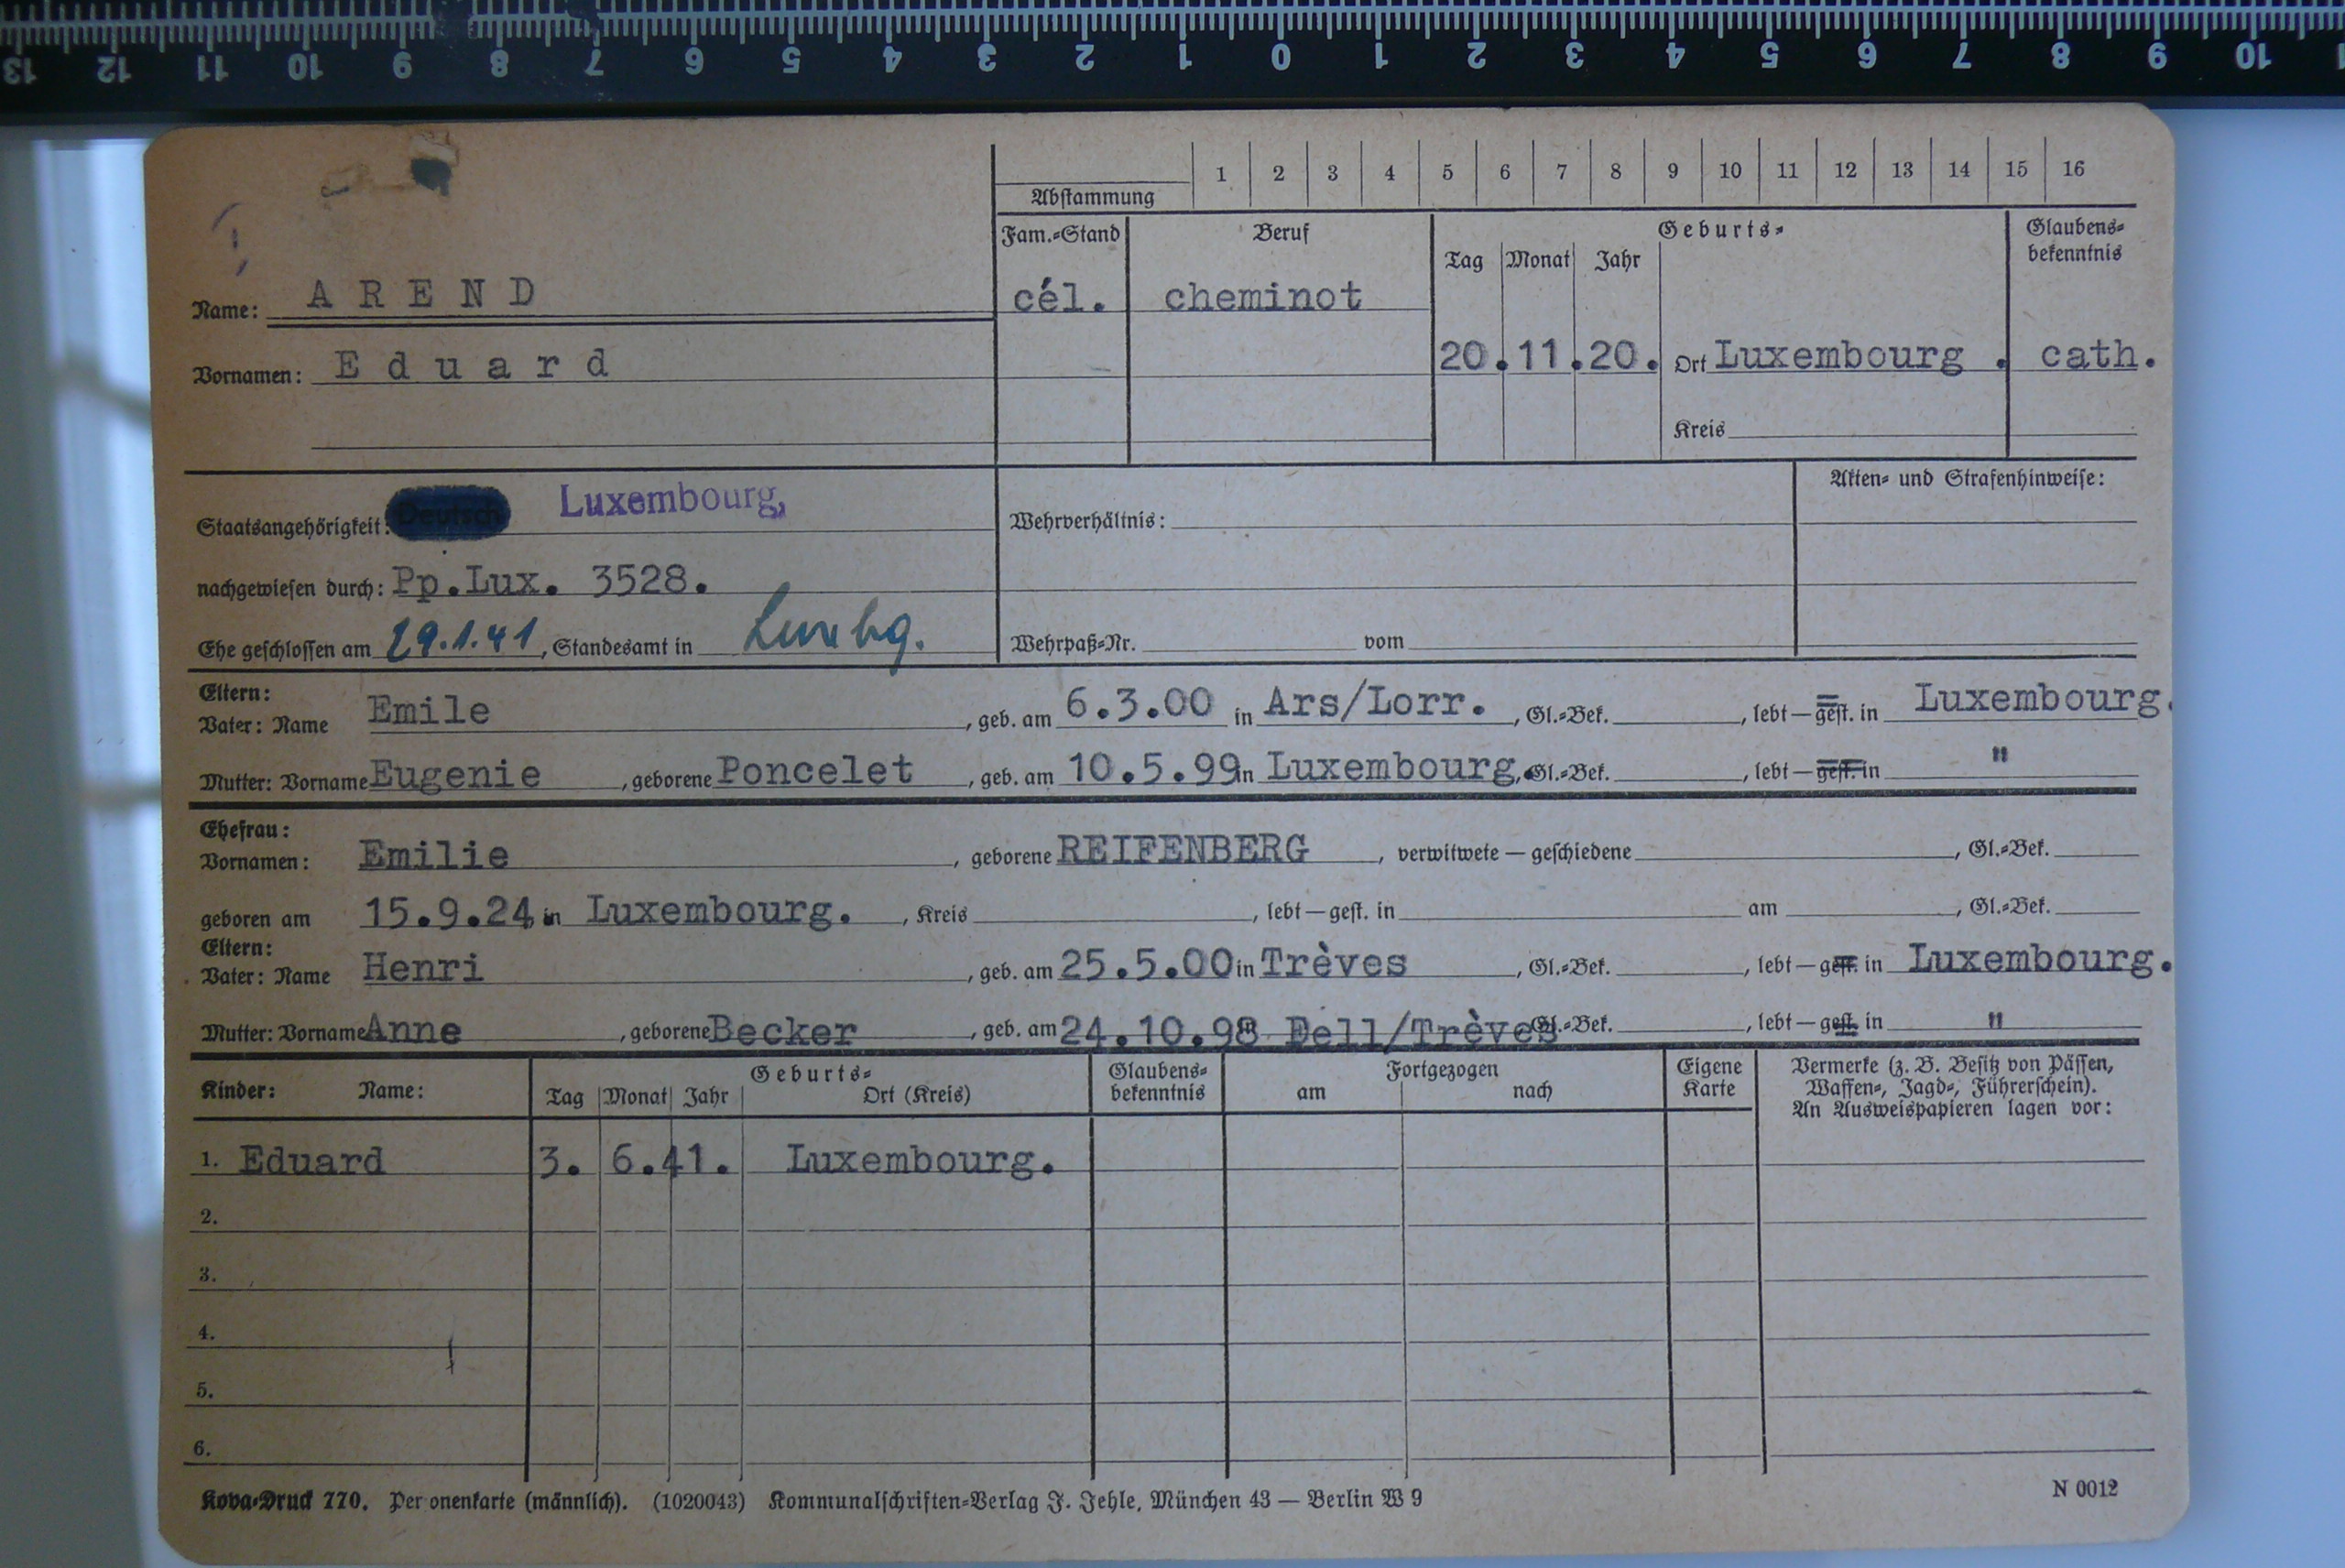 13 12 11 10 9 8 7 6 5 4 3 2 1 0 1 2 3 4 5 6 7 8 9 10
1 2 3 4 5 6 7 8 9 10 11 12 13 14 15 16
Abstammung
Fam.=Stand Beruf Geburts= Glaubens=
bekenntnis
Tag Monat Jahr
Name: AREND cél. cheminot
Vornamen: Eduard 20.11.20. Ort Luxembourg . cath.
Kreis
Akten= und Strafenhinweise:
Staatsangehörigkeit: Deutsch Luxembourg, Wehrverhältnis:
nachgewiesen durch: Pp.Lux. 3528.
Ehe geschlossen am 29.1.41, Standesamt in Luxbg. Wehrpaß=Nr. vom
Eltern:
Vater: Name Emile , geb. am 6.3.00 in Ars/Lorr. , Gl.=Bek. , lebt — gest. in Luxembourg.
Mutter: Vorname Eugenie , geborene Poncelet , geb. am 10.5.99 in Luxembourg. Gl.=Bek. , lebt — gest. in "
Ehefrau:
Vornamen: Emilie , geborene REIFENBERG , verwitwete — geschiedene , Gl.=Bek.
geboren am 15.9.24 in Luxembourg. , Kreis , lebt — gest. in am , Gl.=Bek.
Eltern:
Vater: Name Henri , geb. am 25.5.00 in Trèves , Gl.=Bek. , lebt — gest. in Luxembourg.
Mutter: Vorname Anne , geborene Becker , geb. am 24.10.98 in Fell/Trèves Gl.=Bek. , lebt — gest. in "
Kinder: Name: Geburts= Glaubens= bekenntnis Fortgezogen Eigene Karte Vermerke (z. B. Besitz von Pässen,
Waffen=, Jagd=, Führerschein).
Tag Monat Jahr Ort (Kreis) am nach An Ausweispapieren lagen vor:
1. Eduard 3. 6.41. Luxembourg.
2.
3.
4.
5.
6.
Kova=Druck 770. Personenkarte (männlich). (1020043) Kommunalschriften=Verlag J. Jehle, München 43 — Berlin W 9 N 0012